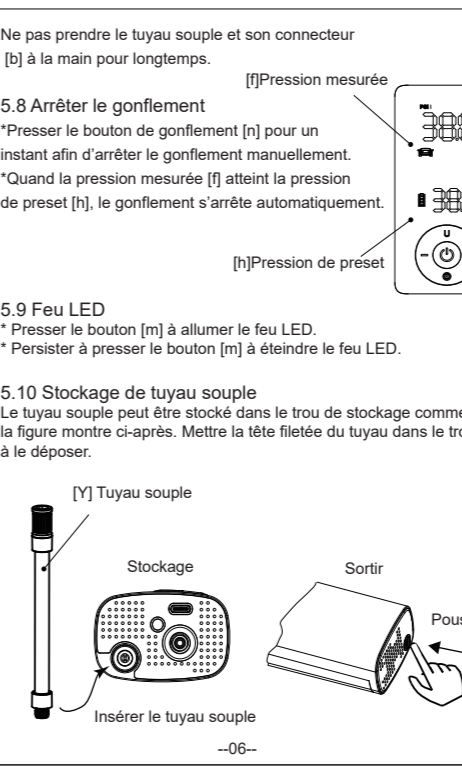 Ne pas prendre le tuyau souple et son connecteur
[b] à la main pour longtemps.
[f]Pression mesurée
5.8 Arrêter le gonflement
*Presser le bouton de gonflement [n] pour un
instant afin d'arrêter le gonflement manuellement.
*Quand la pression mesurée [f] atteint la pression
de preset [h], le gonflement s'arrête automatiquement.
[h]Pression de preset
5.9 Feu LED
* Presser le bouton [m] à allumer le feu LED.
* Persister à presser le bouton [m] à éteindre le feu LED.
5.10 Stockage de tuyau souple
Le tuyau souple peut être stocké dans le trou de stockage comme
la figure montre ci-après. Mettre la tête filetée du tuyau dans le
à le déposer.
[Y] Tuyau souple
Stockage
Sortir
Insérer le tuyau souple
--06--